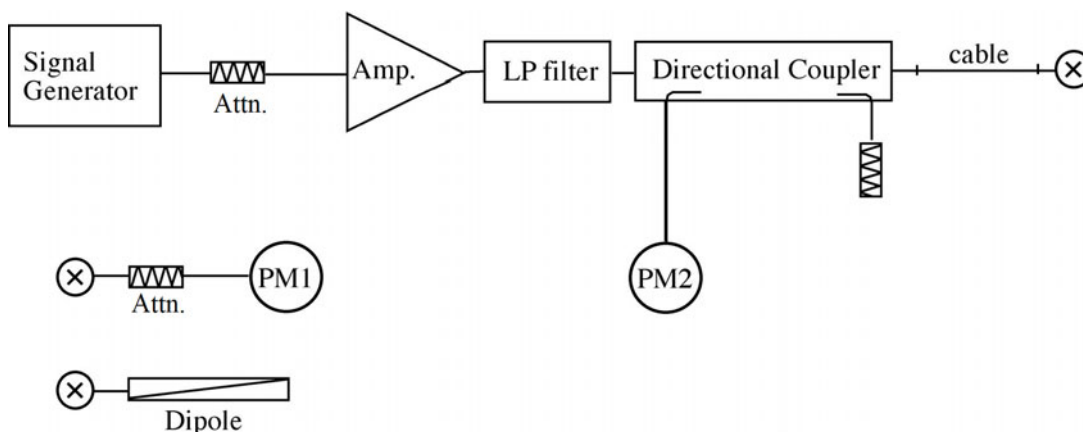 Signal
Generator
Attn.
Amp.
LP filter
Directional Coupler
cable
Attn.
PM1
PM2
Dipole